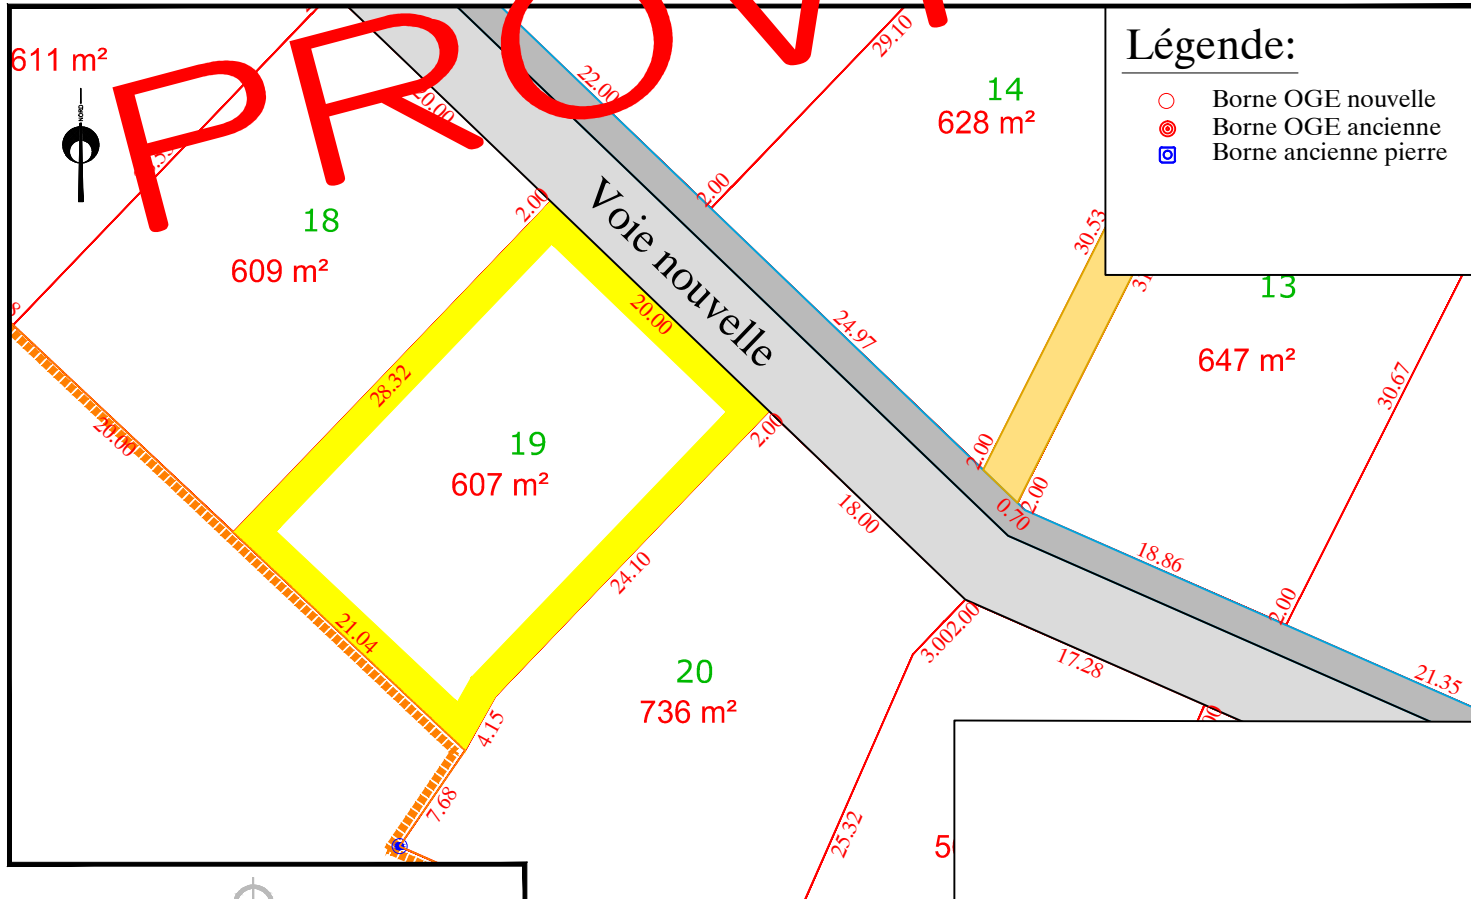 PROV
611 m²
20.00
22.00
29.10
14
628 m²
Légende:
Borne OGE nouvelle
Borne OGE ancienne
Borne ancienne pierre
18
609 m²
2.00
2.00
Voie nouvelle
30.53
13
647 m²
20.00
24.97
28.32
30.67
20.00
19
607 m²
2.00
2.00
2.00
0.70
18.00
18.86
24.10
21.04
2.00
3.00
2.00
17.28
21.35
20
736 m²
4.15
7.68
25.32